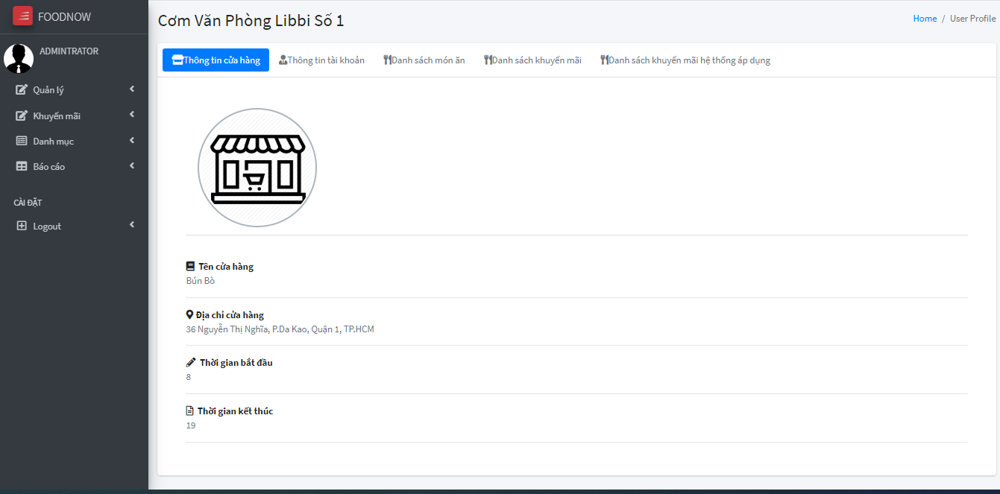 FOODNOW
ADMINTRATOR
Quản lý
Khuyến mãi
Danh mục
Báo cáo
CÀI ĐẶT
Logout
Cơm Văn Phòng Libbi Số 1
Home / User Profile
Thông tin cửa hàng
Thông tin tài khoản
Danh sách món ăn
Danh sách khuyến mãi
Danh sách khuyến mãi hệ thống áp dụng
Tên cửa hàng
Bún Bò
Địa chỉ cửa hàng
36 Nguyễn Thị Nghĩa, P.Da Kao, Quận 1, TP.HCM
Thời gian bắt đầu
8
Thời gian kết thúc
19